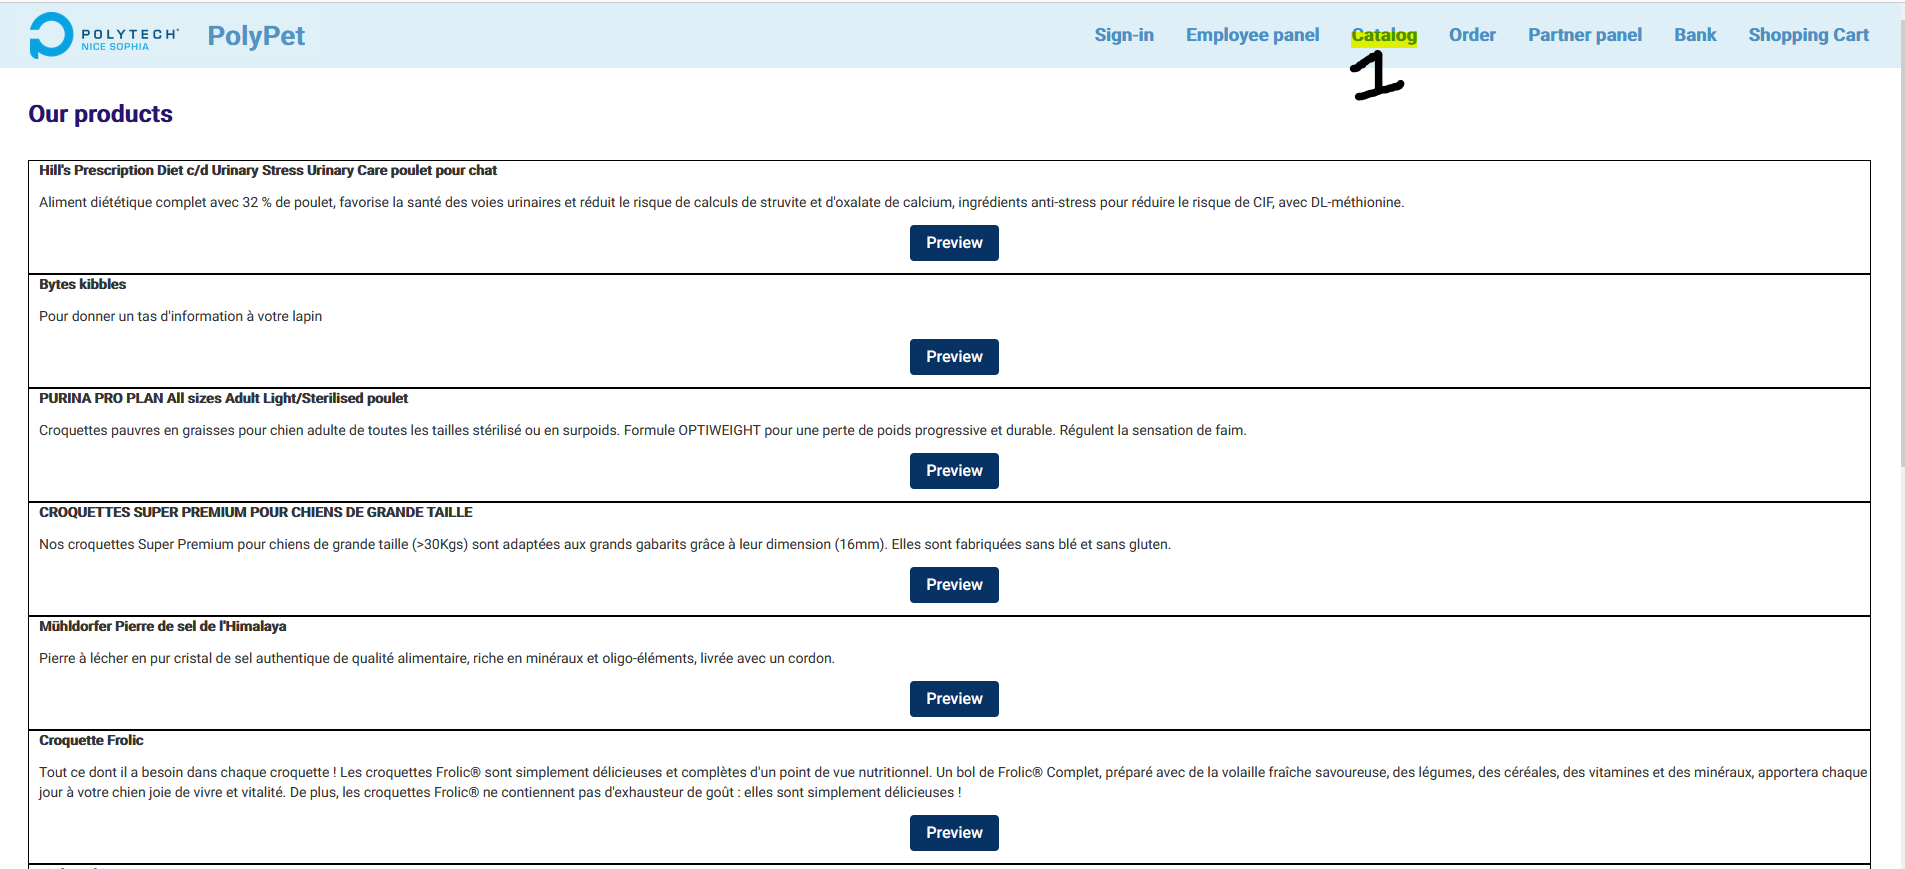 POLYTECH
NICE SOPHIA
PolyPet
Sign-in Employee panel Catalog Order Partner panel Bank Shopping Cart
1
Our products
Hill's Prescription Diet c/d Urinary Stress Urinary Care poulet pour chat
Aliment diététique complet avec 32 % de poulet, favorise la santé des voies urinaires et réduit le risque de calculs de struvite et d'oxalate de calcium, ingrédients anti-stress pour réduire le risque de CIF, avec DL-méthionine.
Preview
Bytes kibbles
Pour donner un tas d'information à votre lapin
Preview
PURINA PRO PLAN All sizes Adult Light/Sterilised poulet
Croquettes pauvres en graisses pour chien adulte de toutes les tailles stérilisé ou en surpoids. Formule OPTIWEIGHT pour une perte de poids progressive et durable. Régulent la sensation de faim.
Preview
CROQUETTES SUPER PREMIUM POUR CHIENS DE GRANDE TAILLE
Nos croquettes Super Premium pour chiens de grande taille (>30Kgs) sont adaptées aux grands gabarits grâce à leur dimension (16mm). Elles sont fabriquées sans blé et sans gluten.
Preview
Mühldorfer Pierre de sel de l'Himalaya
Pierre à lécher en pur cristal de sel authentique de qualité alimentaire, riche en minéraux et oligo-éléments, livrée avec un cordon.
Preview
Croquette Frolic
Tout ce dont il a besoin dans chaque croquette ! Les croquettes Frolic® sont simplement délicieuses et complètes d'un point de vue nutritionnel. Un bol de Frolic® Complet, préparé avec de la volaille fraîche savoureuse, des légumes, des céréales, des vitamines et des minéraux, apportera chaque
jour à votre chien joie de vivre et vitalité. De plus, les croquettes Frolic® ne contiennent pas d'exhausteur de goût : elles sont simplement délicieuses !
Preview